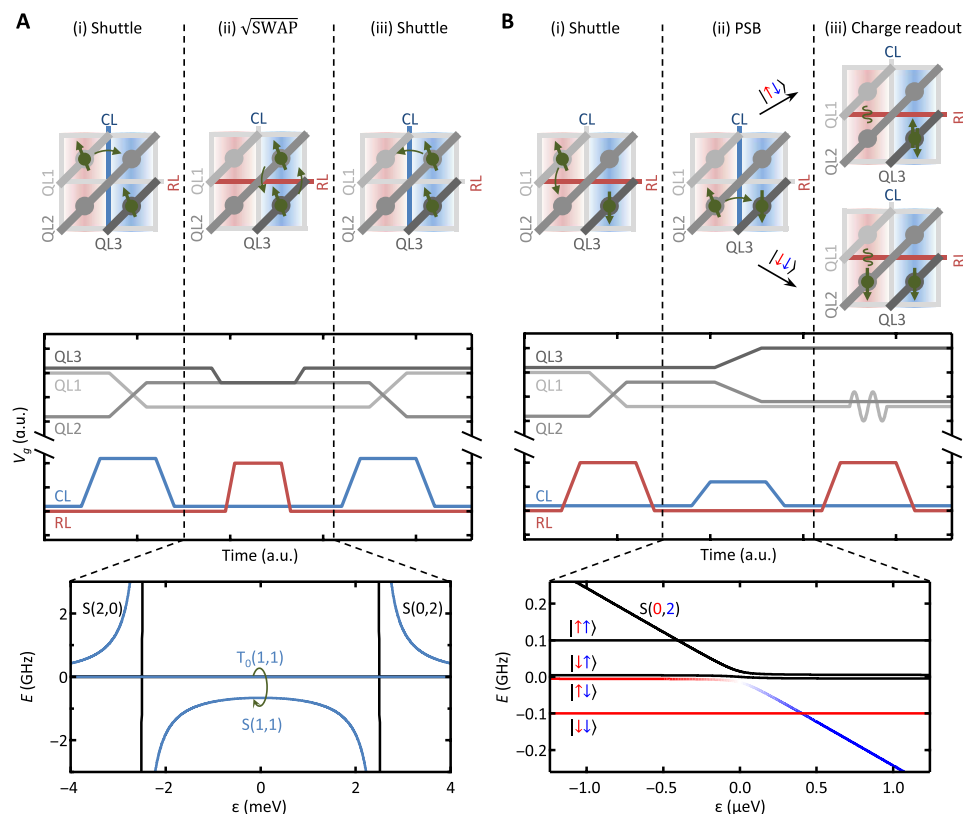 A
(i) Shuttle
(ii) √SWAP
(iii) Shuttle
CL
QL1
QL2
QL3
RL
CL
QL1
QL2
QL3
RL
CL
QL1
QL2
QL3
RL
QL3
QL1
QL2
CL
RL
Vg (a.u.)
Time (a.u.)
S(2,0)
S(0,2)
T0(1,1)
S(1,1)
2
0
−2
E (GHz)
−4
−2
0
2
4
ε (meV)
B
(i) Shuttle
(ii) PSB
(iii) Charge readout
CL
QL1
QL2
QL3
RL
CL
QL1
QL2
QL3
RL
|↑↓⟩
|↓↓⟩
CL
QL1
QL2
QL3
RL
CL
QL1
QL2
QL3
RL
QL3
QL1
QL2
CL
RL
Time (a.u.)
S(0,2)
|↑↑⟩
|↓↑⟩
|↑↓⟩
|↓↓⟩
0.2
0.1
0.0
−0.1
−0.2
E (GHz)
−1.0
−0.5
0.0
0.5
1.0
ε (μeV)